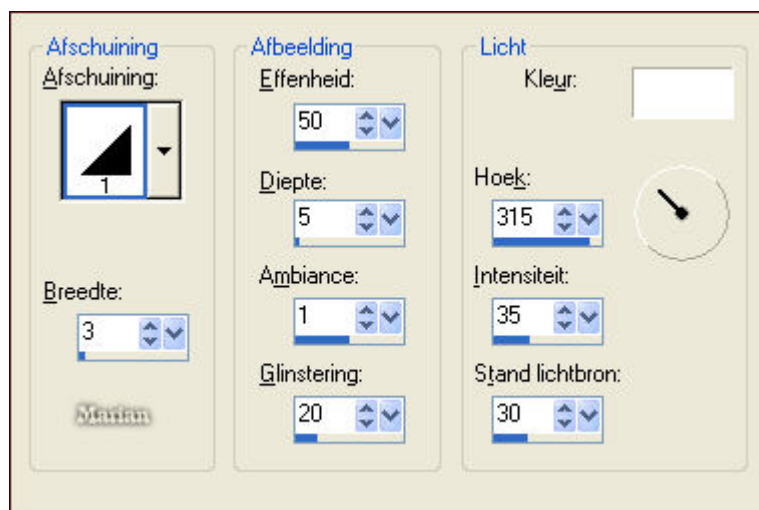 Afschuining
Afschuining:
1
Breedte:
3
Marian
Afbeelding
Effenheid:
50
Diepte:
5
Ambiance:
1
Glinstering:
20
Licht
Kleur:
Hoek:
315
Intensiteit:
35
Stand lichtbron:
30